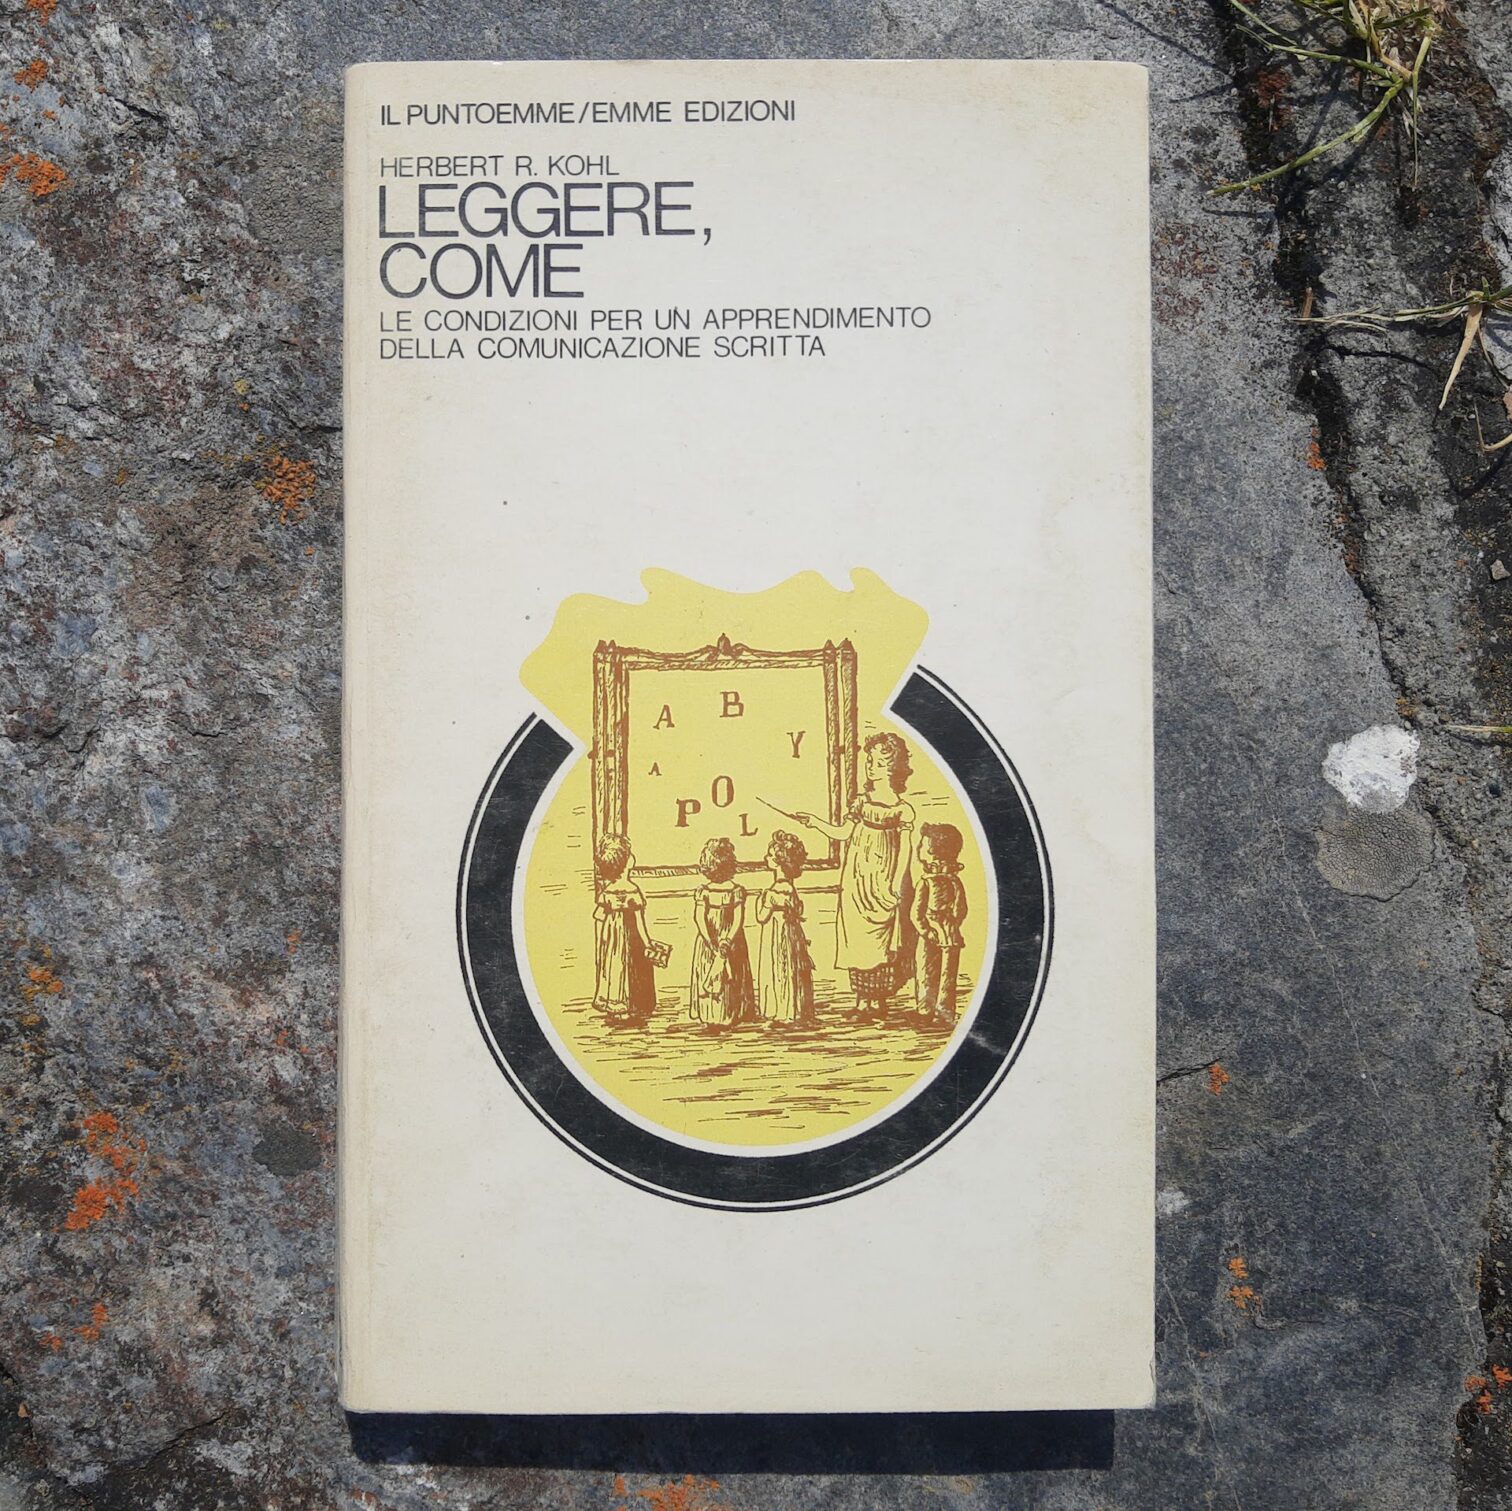 IL PUNTOEMME/EMME EDIZIONI
HERBERT R. KOHL
LEGGERE,
COME
LE CONDIZIONI PER UN APPRENDIMENTO
DELLA COMUNICAZIONE SCRITTA
A B Y
A P O L